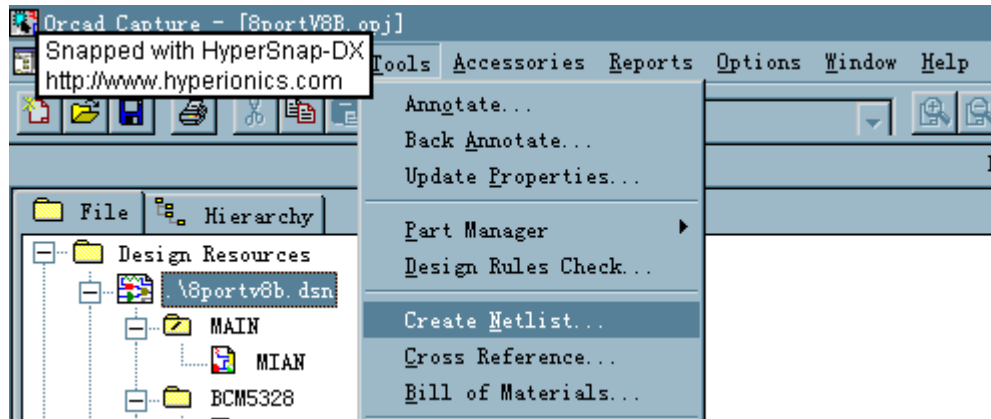 Orcad Capture - [8portV8B.opj]
Snapped with HyperSnap-DX
http://www.hyperionics.com
Tools Accessories Reports Options Window Help
Annotate...
Back Annotate...
Update Properties...
File Hierarchy
Part Manager
Design Resources
Design Rules Check...
.\8portv8b.dsn
Create Netlist...
MAIN
Cross Reference...
MIAN
Bill of Materials...
BCM5328